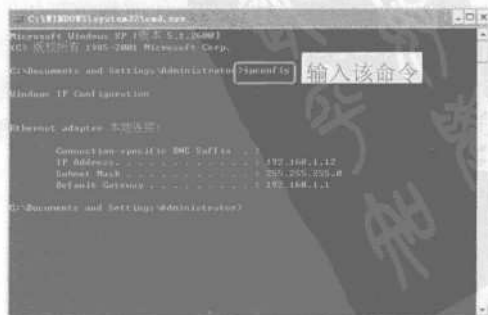 C:\WINDOWS\system32\cmd.exe
Microsoft Windows XP [版本 5.1.2600]
(C) 版权所有 1985-2001 Microsoft Corp.
C:\Documents and Settings\Administrator>ipconfig
输入该命令
Windows IP Configuration
Ethernet adapter 本地连接:
Connection-specific DNS Suffix . :
IP Address. . . . . . . . . . . . : 192.168.1.12
Subnet Mask . . . . . . . . . . . : 255.255.255.0
Default Gateway . . . . . . . . . : 192.168.1.1
C:\Documents and Settings\Administrator>